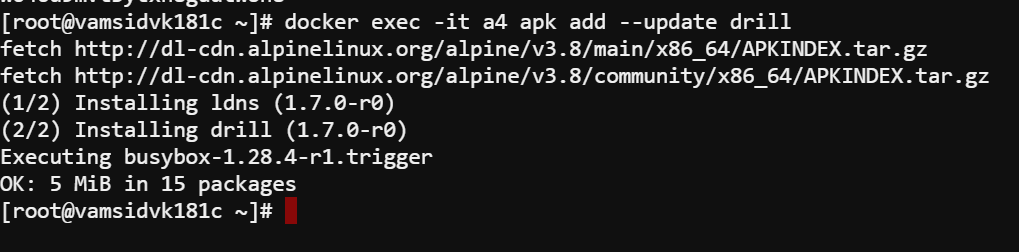 [root@vamsidvk181c ~]# docker exec -it a4 apk add --update drill
fetch http://dl-cdn.alpinelinux.org/alpine/v3.8/main/x86_64/APKINDEX.tar.gz
fetch http://dl-cdn.alpinelinux.org/alpine/v3.8/community/x86_64/APKINDEX.tar.gz
(1/2) Installing ldns (1.7.0-r0)
(2/2) Installing drill (1.7.0-r0)
Executing busybox-1.28.4-r1.trigger
OK: 5 MiB in 15 packages
[root@vamsidvk181c ~]#